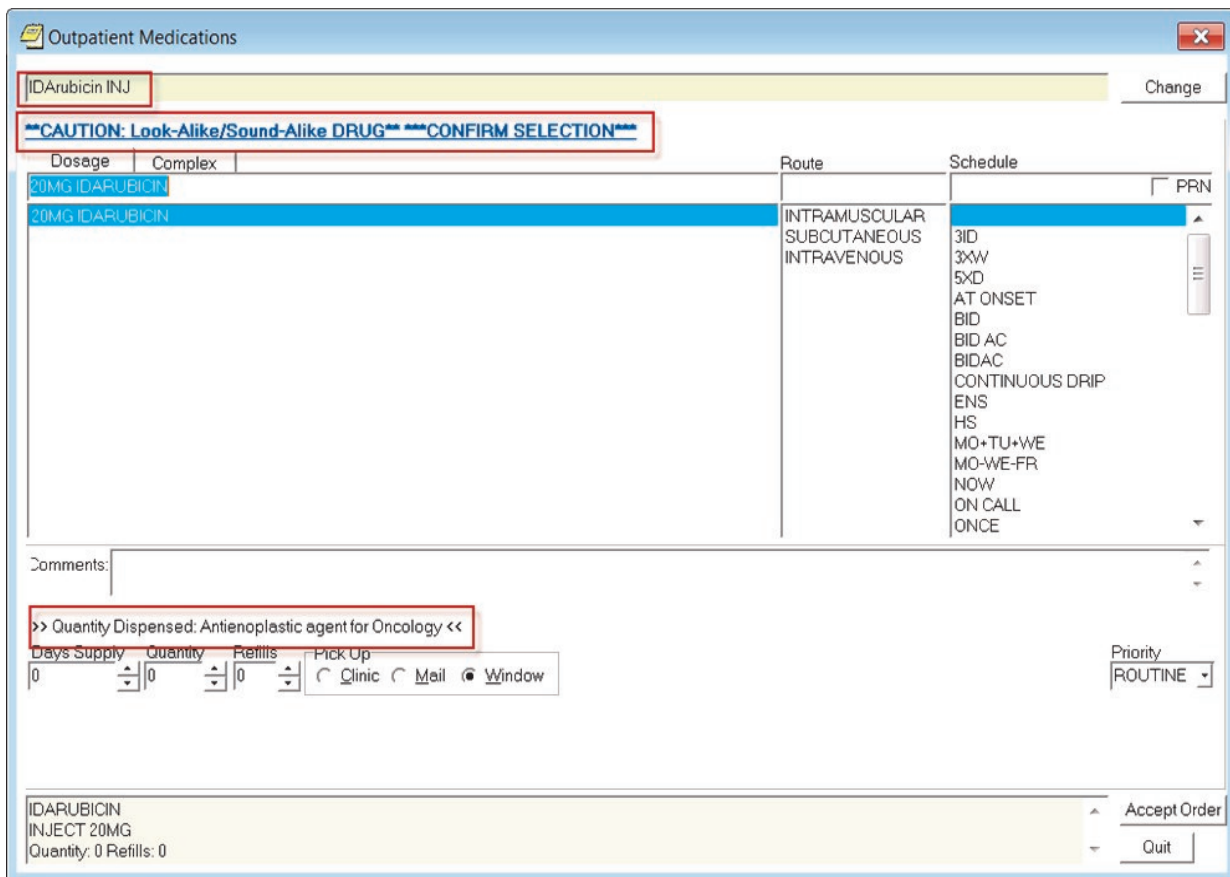 Outpatient Medications
IDArubicin INJ
Change
**CAUTION: Look-Alike/Sound-Alike DRUG** ***CONFIRM SELECTION***
Dosage Complex Route Schedule
20MG IDARUBICIN PRN
20MG IDARUBICIN
INTRAMUSCULAR
SUBCUTANEOUS
INTRAVENOUS
3ID
3XW
5XD
AT ONSET
BID
BID AC
BIDAC
CONTINUOUS DRIP
ENS
HS
MO+TU+WE
MO-WE-FR
NOW
ON CALL
ONCE
Comments:
>> Quantity Dispensed: Antienoplastic agent for Oncology <<
Days Supply Quantity Refills Pick Up Priority
0 0 0 Clinic Mail Window ROUTINE
IDARUBICIN
INJECT 20MG
Quantity: 0 Refills: 0
Accept Order
Quit